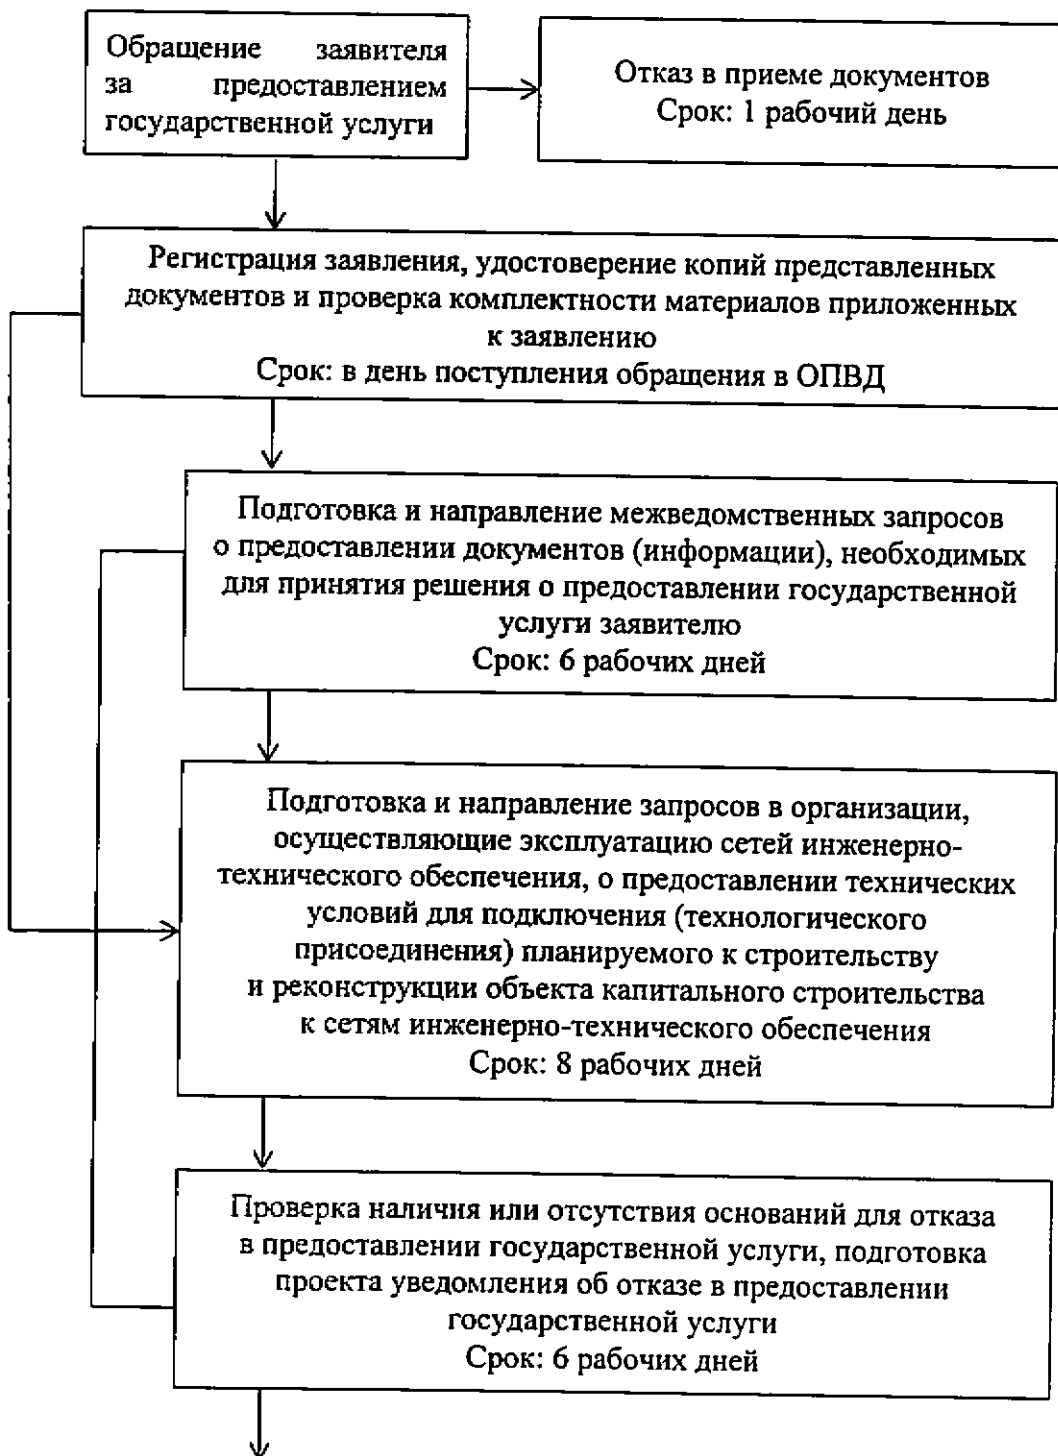 Обращение заявителя
за предоставлением
государственной услуги
Отказ в приеме документов
Срок: 1 рабочий день
Регистрация заявления, удостоверение копий представленных
документов и проверка комплектности материалов приложенных
к заявлению
Срок: в день поступления обращения в ОПВД
Подготовка и направление межведомственных запросов
о предоставлении документов (информации), необходимых
для принятия решения о предоставлении государственной
услуги заявителю
Срок: 6 рабочих дней
Подготовка и направление запросов в организации,
осуществляющие эксплуатацию сетей инженерно-
технического обеспечения, о предоставлении технических
условий для подключения (технологического
присоединения) планируемого к строительству
и реконструкции объекта капитального строительства
к сетям инженерно-технического обеспечения
Срок: 8 рабочих дней
Проверка наличия или отсутствия оснований для отказа
в предоставлении государственной услуги, подготовка
проекта уведомления об отказе в предоставлении
государственной услуги
Срок: 6 рабочих дней